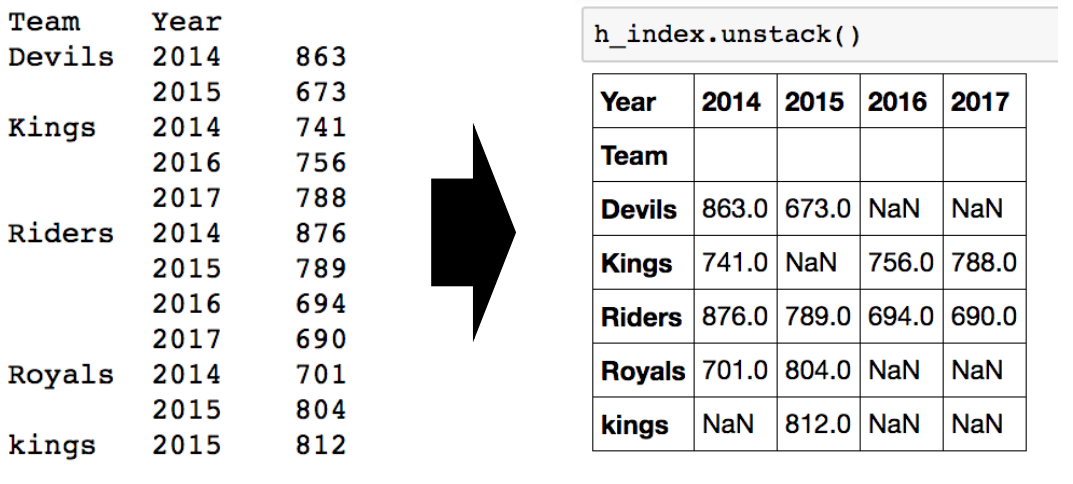 Team Year
Devils 2014 863
2015 673
Kings 2014 741
2016 756
2017 788
Riders 2014 876
2015 789
2016 694
2017 690
Royals 2014 701
2015 804
kings 2015 812
h_index.unstack()
Year 2014 2015 2016 2017
Team
Devils 863.0 673.0 NaN NaN
Kings 741.0 NaN 756.0 788.0
Riders 876.0 789.0 694.0 690.0
Royals 701.0 804.0 NaN NaN
kings NaN 812.0 NaN NaN